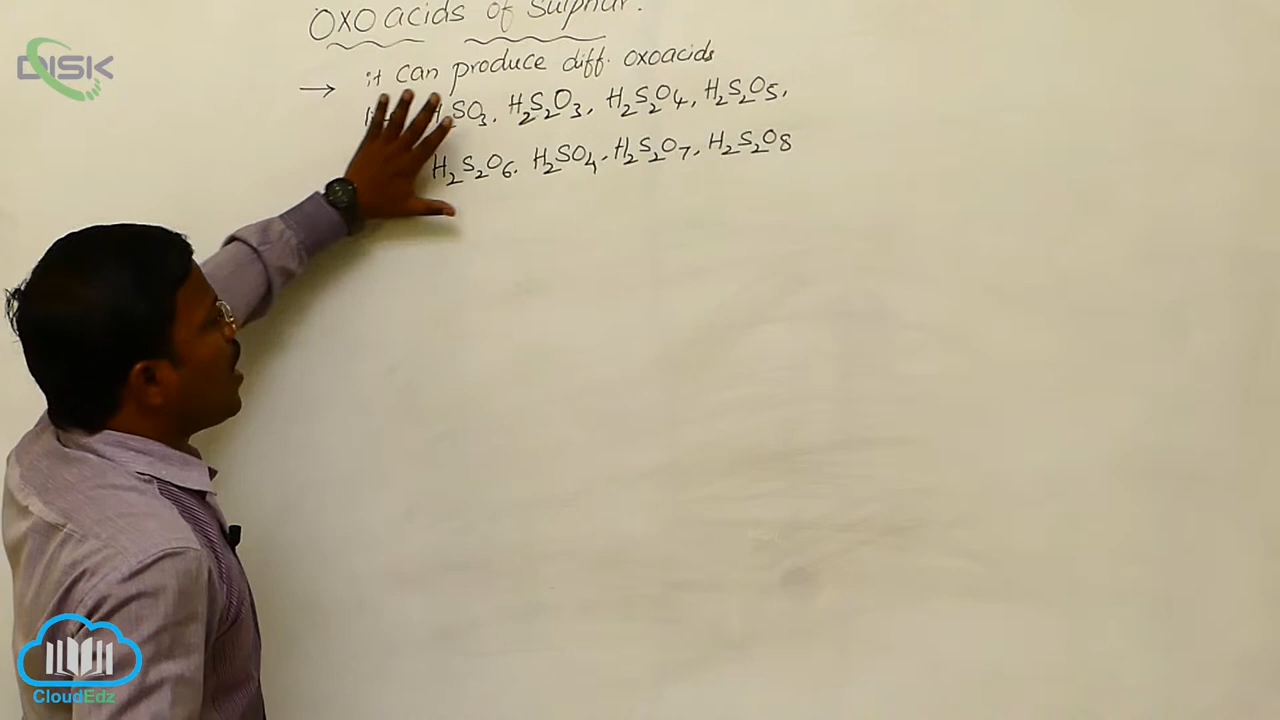 DISK
Oxoacids of Sulphur.
→ it can produce diff. oxoacids
H₂SO₃, H₂S₂O₃, H₂S₂O₄, H₂S₂O₅,
H₂S₂O₆, H₂SO₄, H₂S₂O₇, H₂S₂O₈
CloudEdz